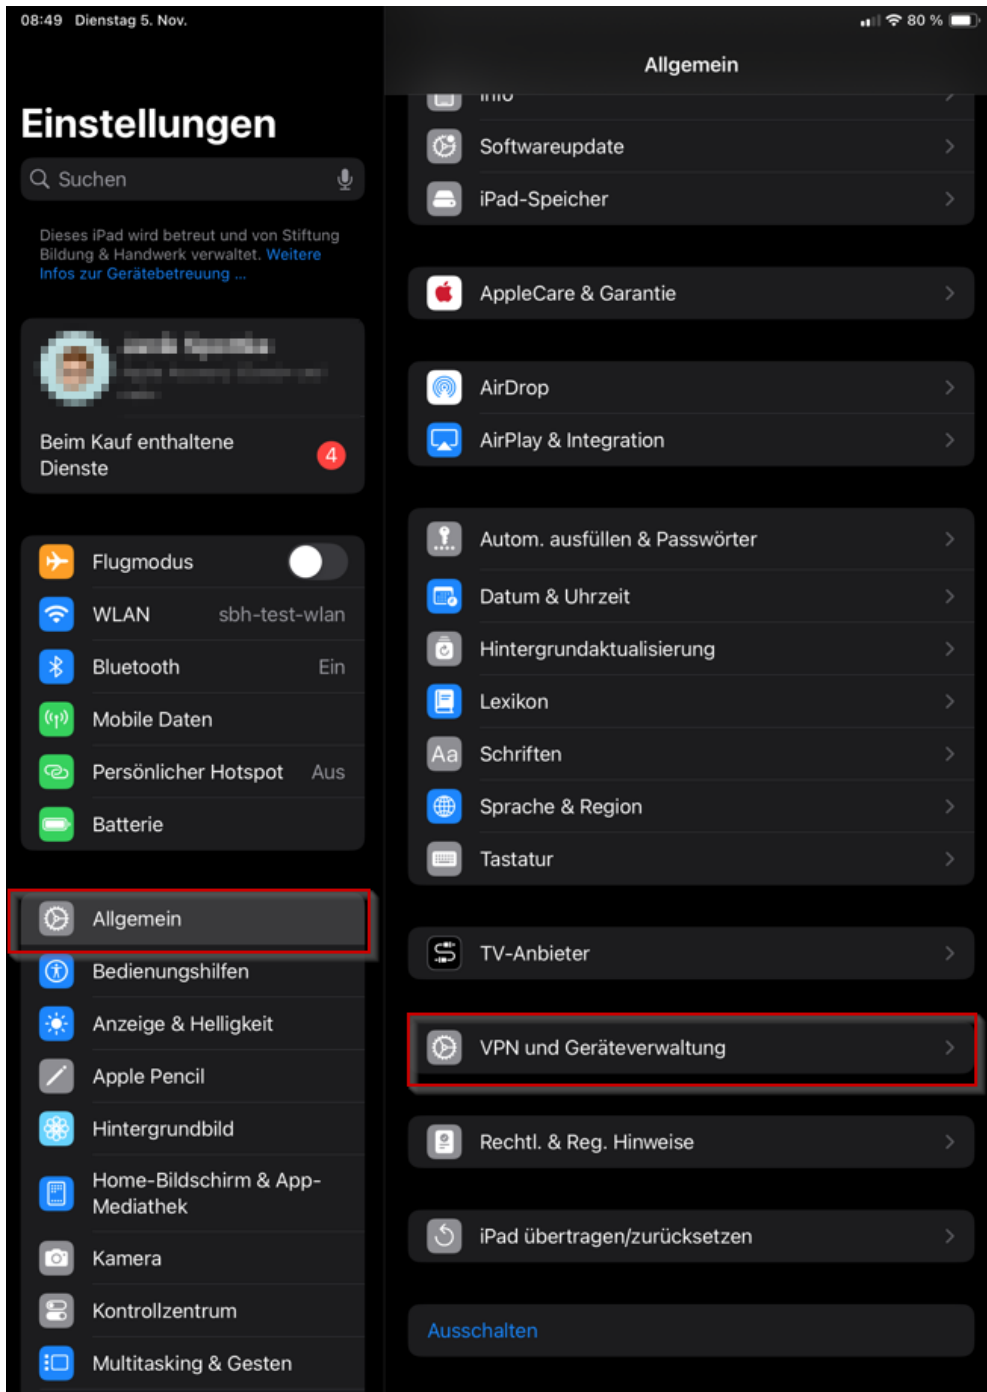 08:49 Dienstag 5. Nov.
80 %
Einstellungen
Suchen
Dieses iPad wird betreut und von Stiftung
Bildung & Handwerk verwaltet. Weitere
Infos zur Gerätebetreuung ...
Beim Kauf enthaltene
Dienste
4
Flugmodus
WLAN sbh-test-wlan
Bluetooth Ein
Mobile Daten
Persönlicher Hotspot Aus
Batterie
Allgemein
Bedienungshilfen
Anzeige & Helligkeit
Apple Pencil
Hintergrundbild
Home-Bildschirm & App-
Mediathek
Kamera
Kontrollzentrum
Multitasking & Gesten
Allgemein
Info
Softwareupdate
iPad-Speicher
AppleCare & Garantie
AirDrop
AirPlay & Integration
Autom. ausfüllen & Passwörter
Datum & Uhrzeit
Hintergrundaktualisierung
Lexikon
Aa Schriften
Sprache & Region
Tastatur
TV-Anbieter
VPN und Geräteverwaltung
Rechtl. & Reg. Hinweise
iPad übertragen/zurücksetzen
Ausschalten